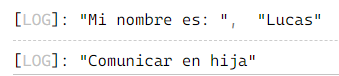 [LOG]: "Mi nombre es: ",  "Lucas"
[LOG]: "Comunicar en hija"